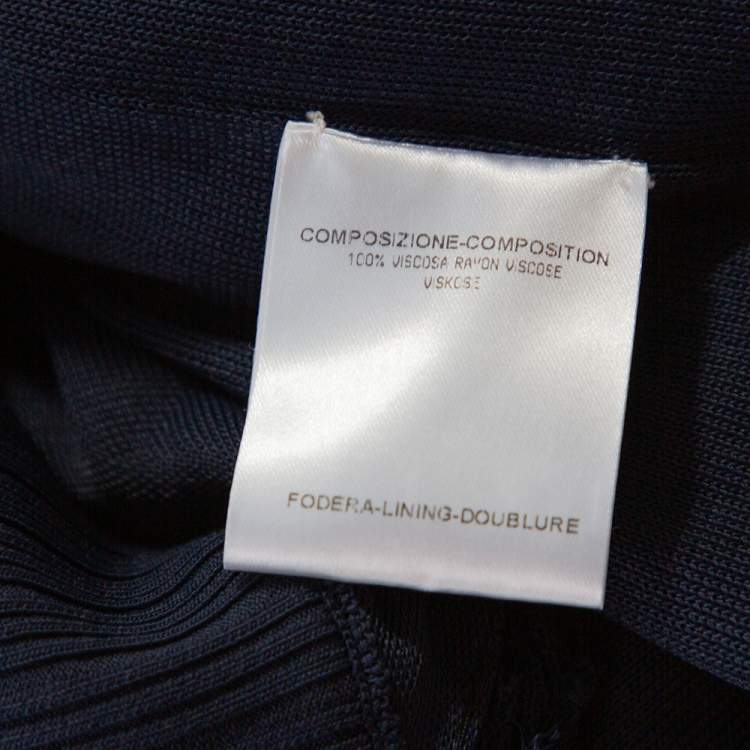 COMPOSIZIONE-COMPOSITION
100% VISCOSA RAYON VISCOSE
VISKOSE
FODERA-LINING-DOUBLURE